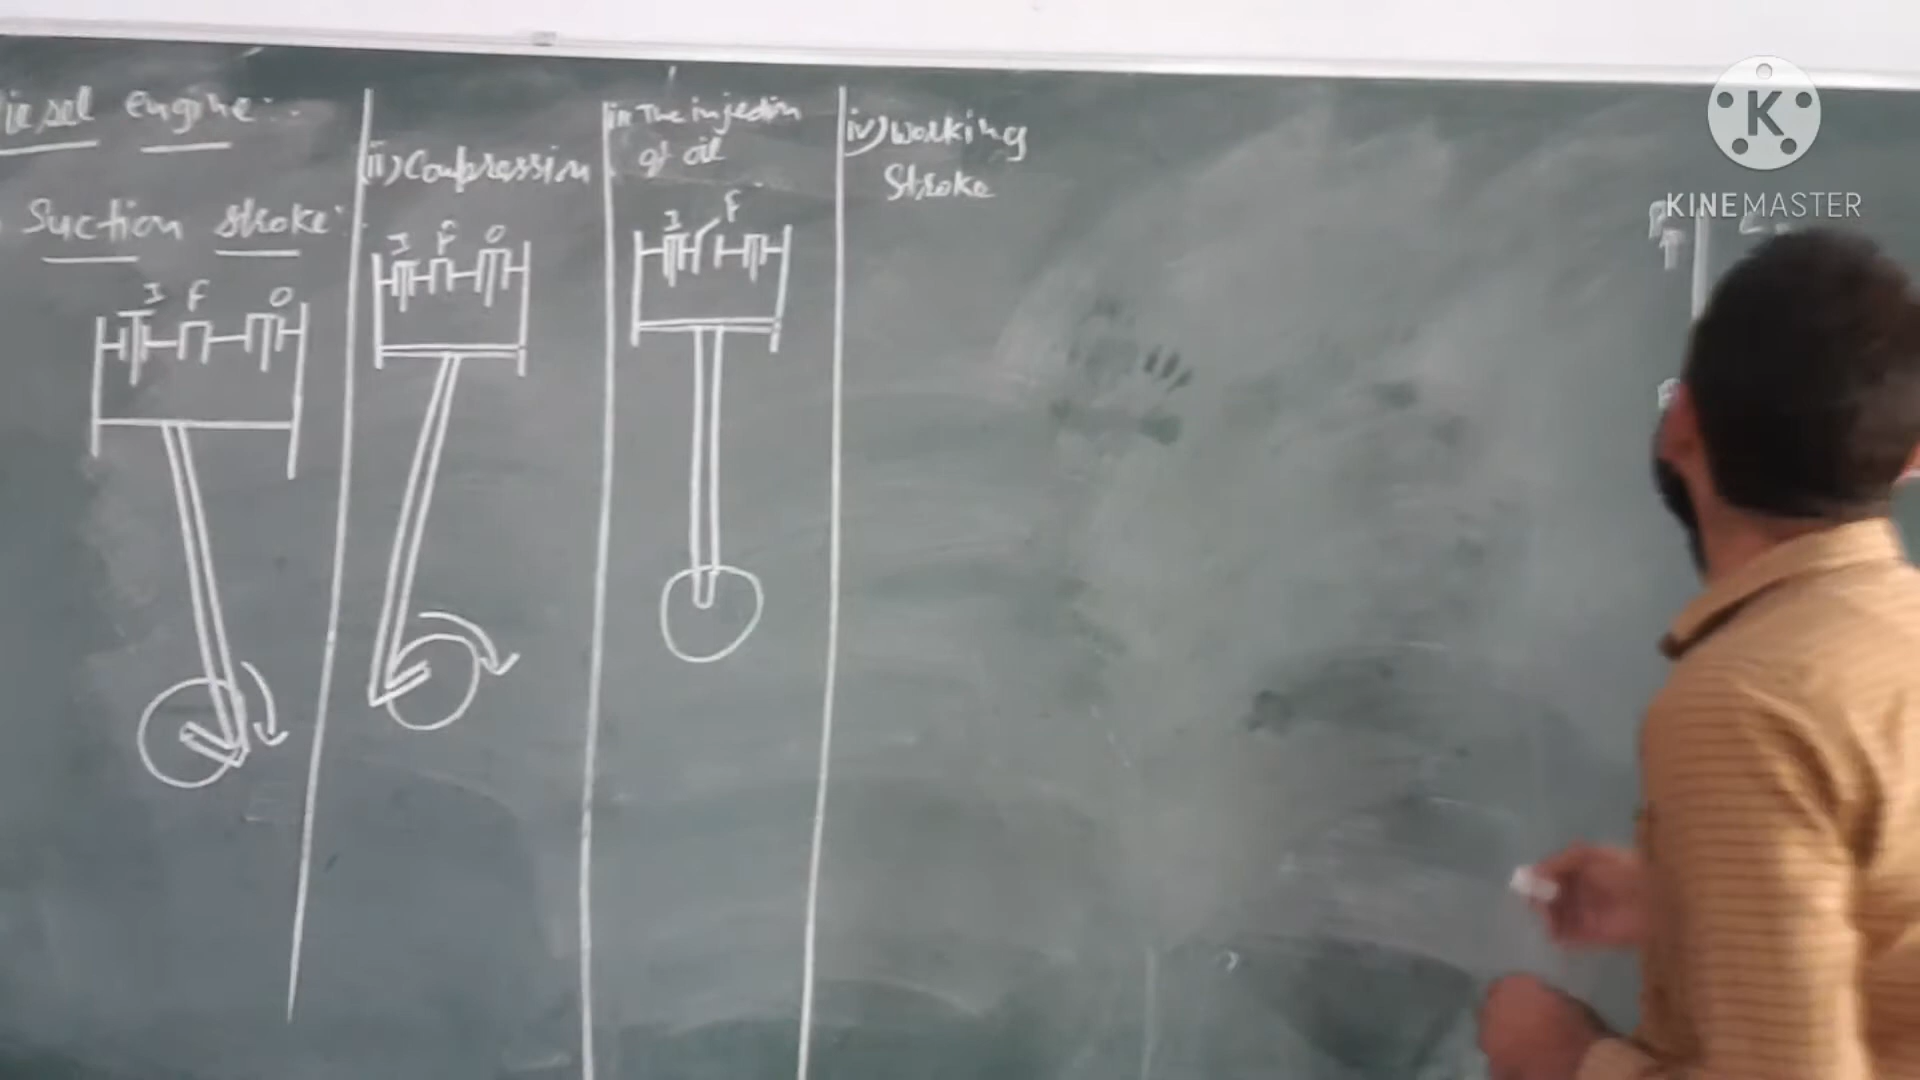 iesel engine:-
Suction stroke:-
I F O
ii) Compression
I F O
iii The injection
of oil
I F
iv) Working
Stroke
P
K
KINEMASTER